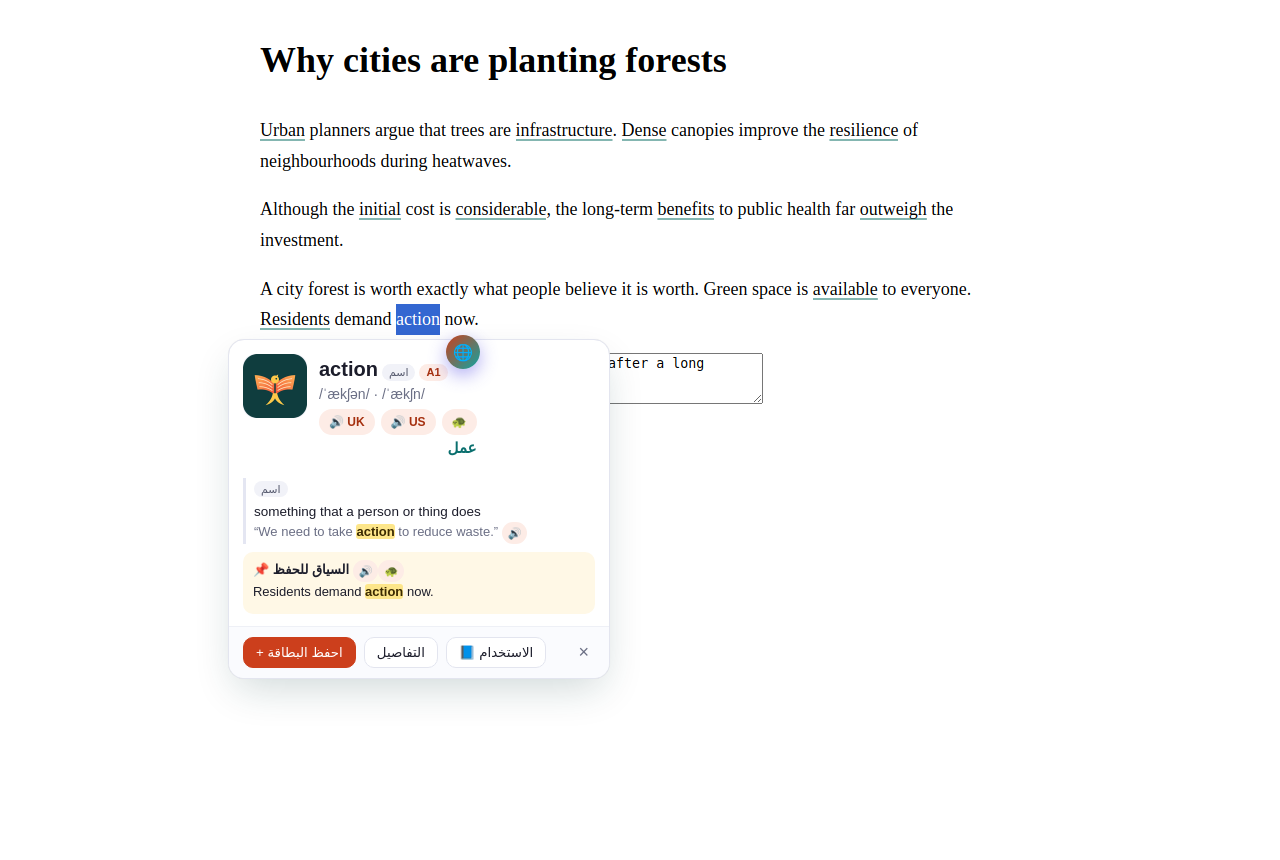 Why cities are planting forests
Urban planners argue that trees are infrastructure. Dense canopies improve the resilience of
neighbourhoods during heatwaves.
Although the initial cost is considerable, the long-term benefits to public health far outweigh the
investment.
A city forest is worth exactly what people believe it is worth. Green space is available to everyone.
Residents demand action now.
after a long
action اسم A1
/ˈækʃən/ · /ˈækʃn/
UK US
عمل
اسم
something that a person or thing does
“We need to take action to reduce waste.”
السياق للحفظ
Residents demand action now.
+ احفظ البطاقة
التفاصيل
الاستخدام
×